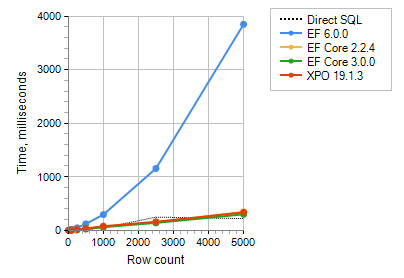 4000
3000
2000
1000
0
Time, milliseconds
0
1000
2000
3000
4000
5000
Row count
Direct SQL
EF 6.0.0
EF Core 2.2.4
EF Core 3.0.0
XPO 19.1.3